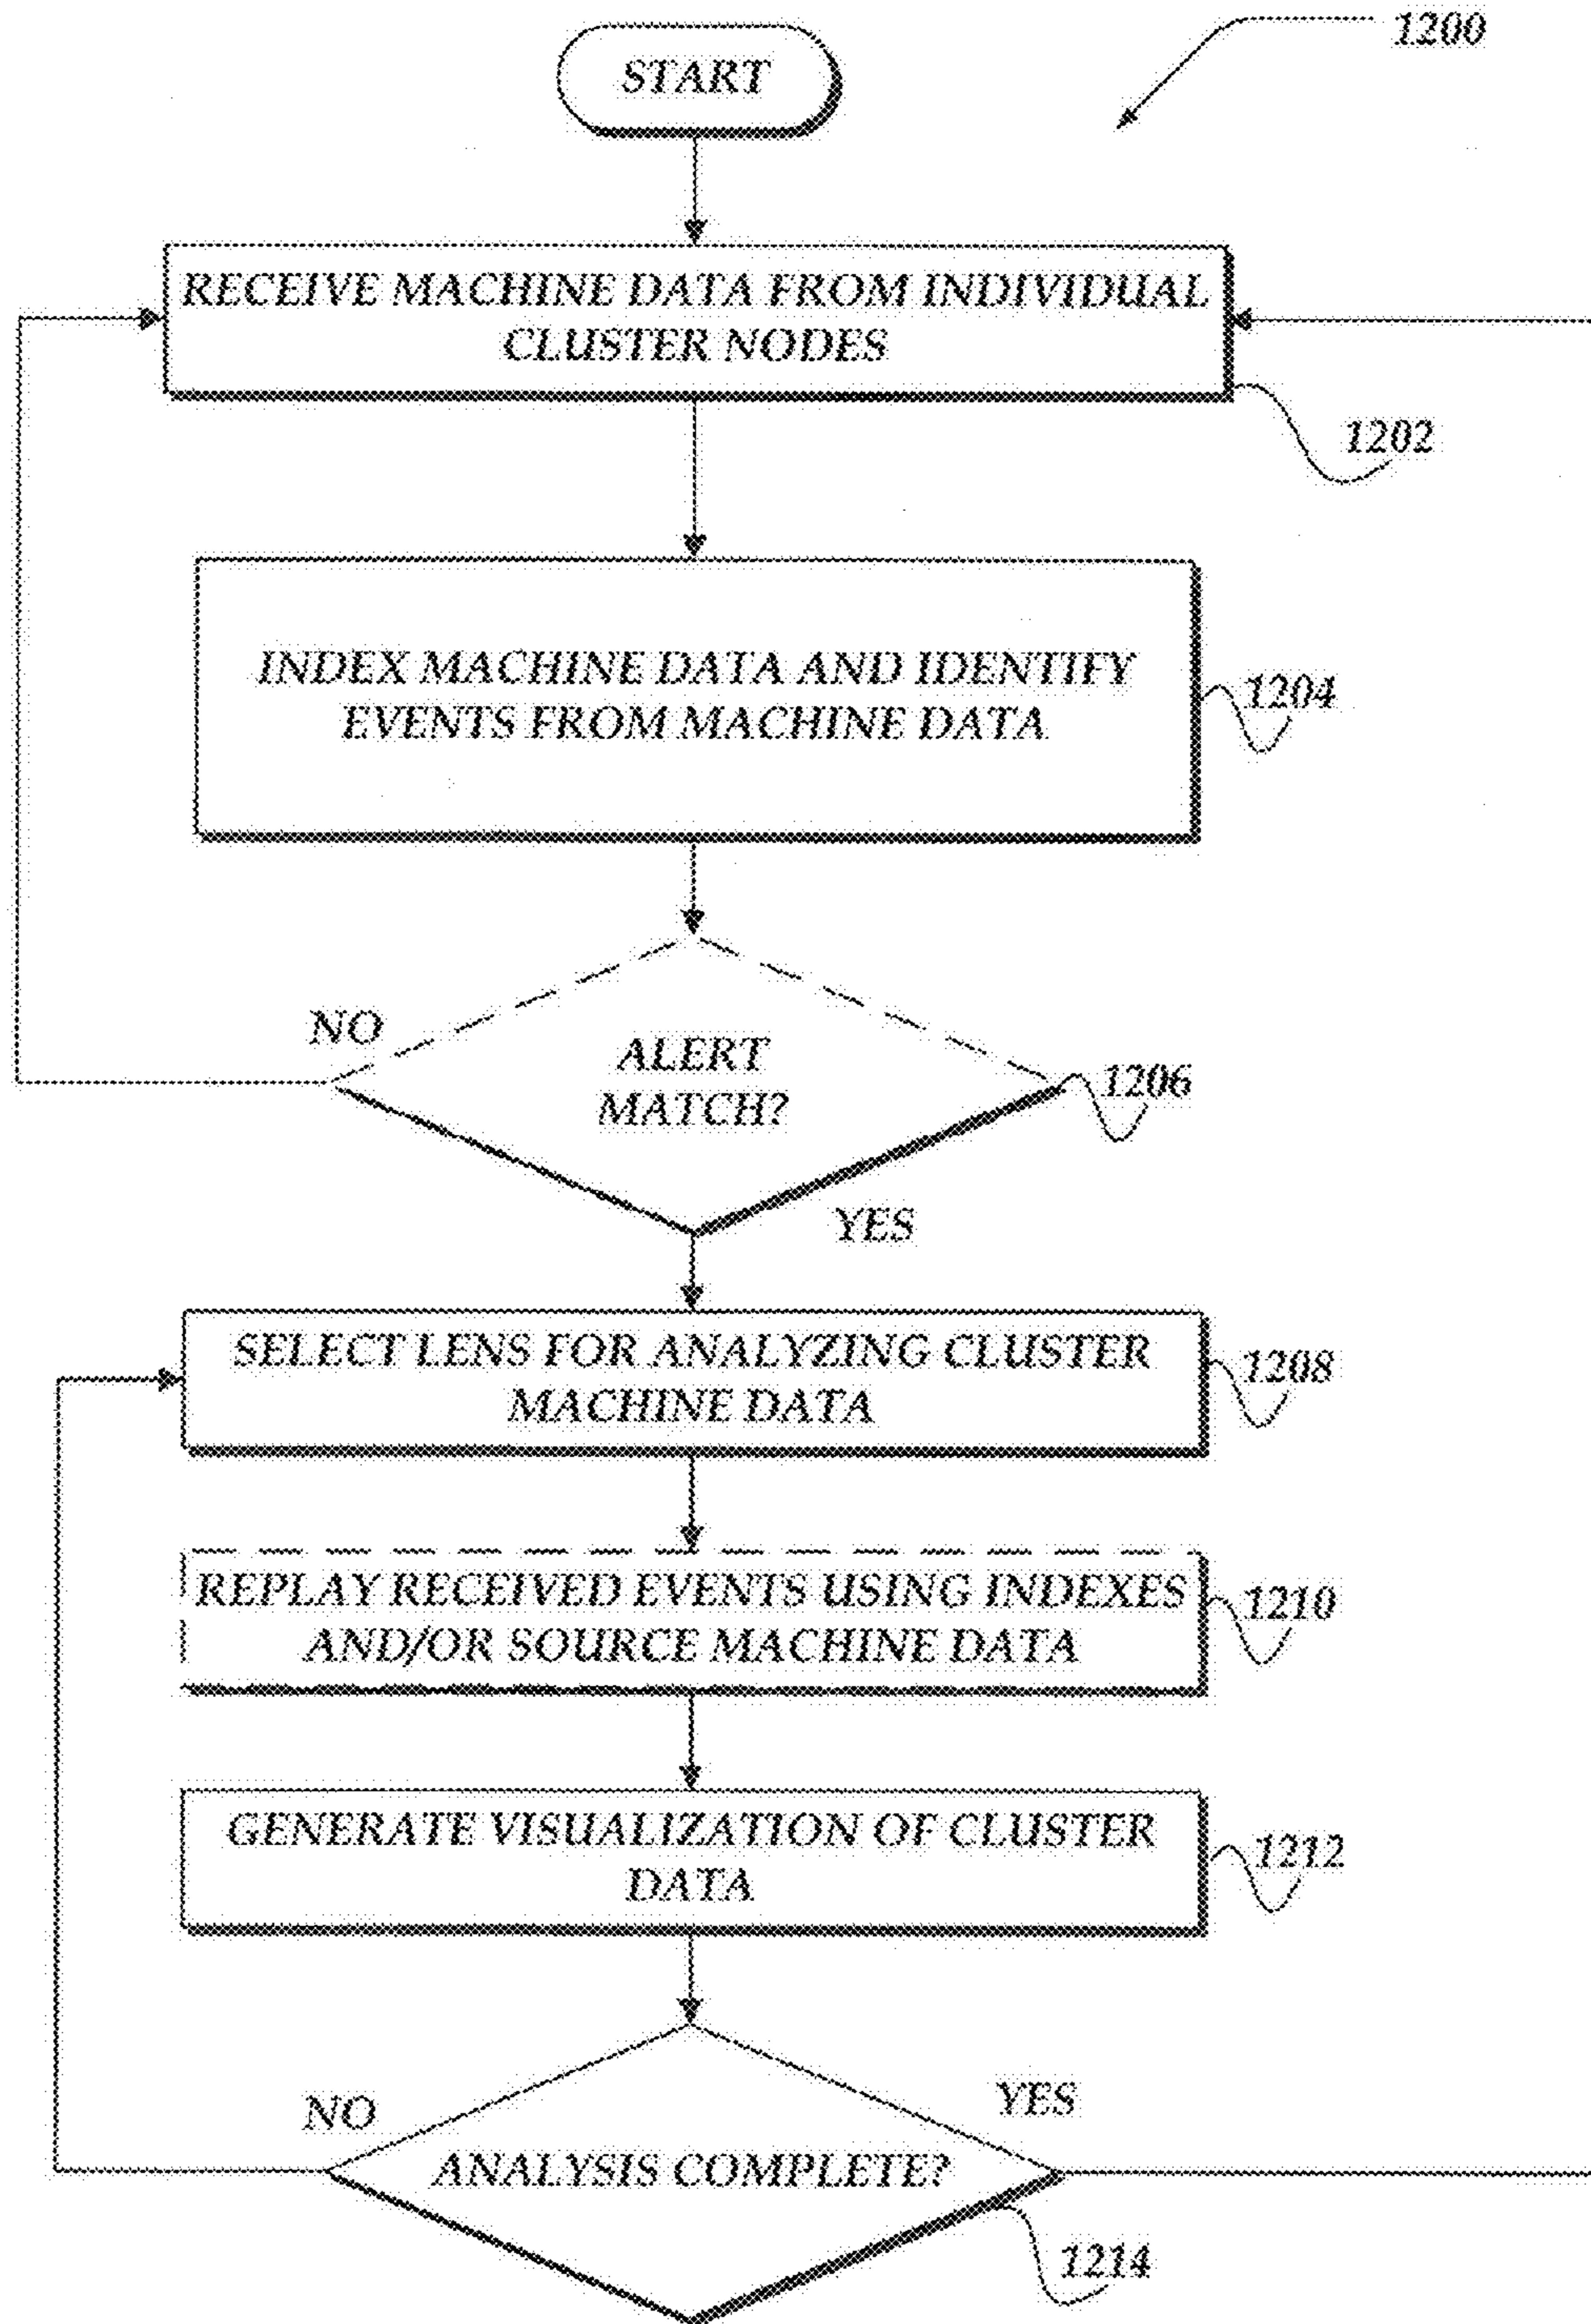 1200
START
RECEIVE MACHINE DATA FROM INDIVIDUAL
CLUSTER NODES
1202
INDEX MACHINE DATA AND IDENTIFY
EVENTS FROM MACHINE DATA
1204
NO
ALERT
MATCH?
1206
YES
SELECT LENS FOR ANALYZING CLUSTER
MACHINE DATA
1208
REPLAY RECEIVED EVENTS USING INDEXES
AND/OR SOURCE MACHINE DATA
1210
GENERATE VISUALIZATION OF CLUSTER
DATA
1212
NO
YES
ANALYSIS COMPLETE?
1214